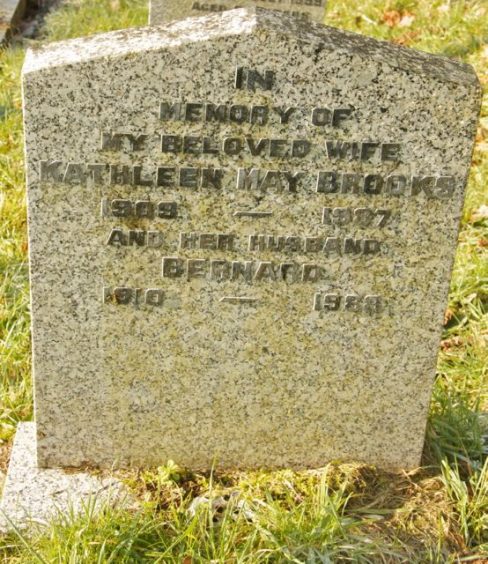 IN
MEMORY OF
MY BELOVED WIFE
KATHLEEN MAY BROOKS
1909 — 1987
AND HER HUSBAND
BERNARD
1910 — 1988